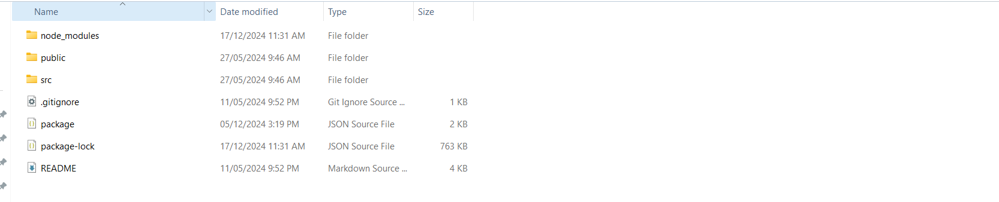 Name Date modified Type Size
node_modules 17/12/2024 11:31 AM File folder
public 27/05/2024 9:46 AM File folder
src 27/05/2024 9:46 AM File folder
.gitignore 11/05/2024 9:52 PM Git Ignore Source ... 1 KB
package 05/12/2024 3:19 PM JSON Source File 2 KB
package-lock 17/12/2024 11:31 AM JSON Source File 763 KB
README 11/05/2024 9:52 PM Markdown Source ... 4 KB